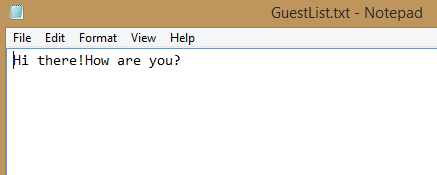 GuestList.txt - Notepad
File Edit Format View Help
Hi there!How are you?